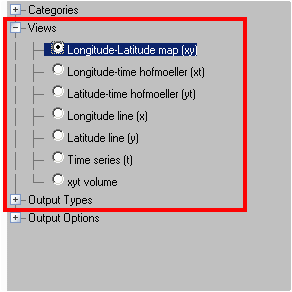 Categories
Views
Longitude-Latitude map (xy)
Longitude-time hofmoeller (xt)
Latitude-time hofmoeller (yt)
Longitude line (x)
Latitude line (y)
Time series (t)
xyt volume
Output Types
Output Options